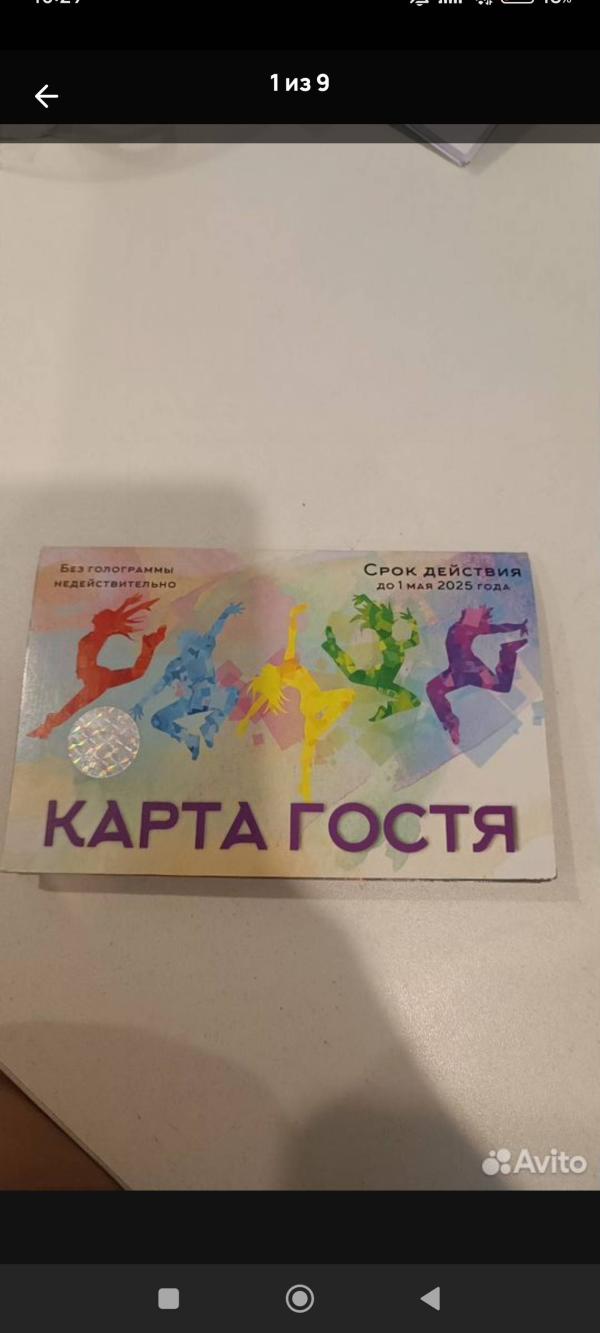 1 из 9
Без голограммы
недействительно
Срок действия
до 1 мая 2025 года
КАРТА ГОСТЯ
Avito